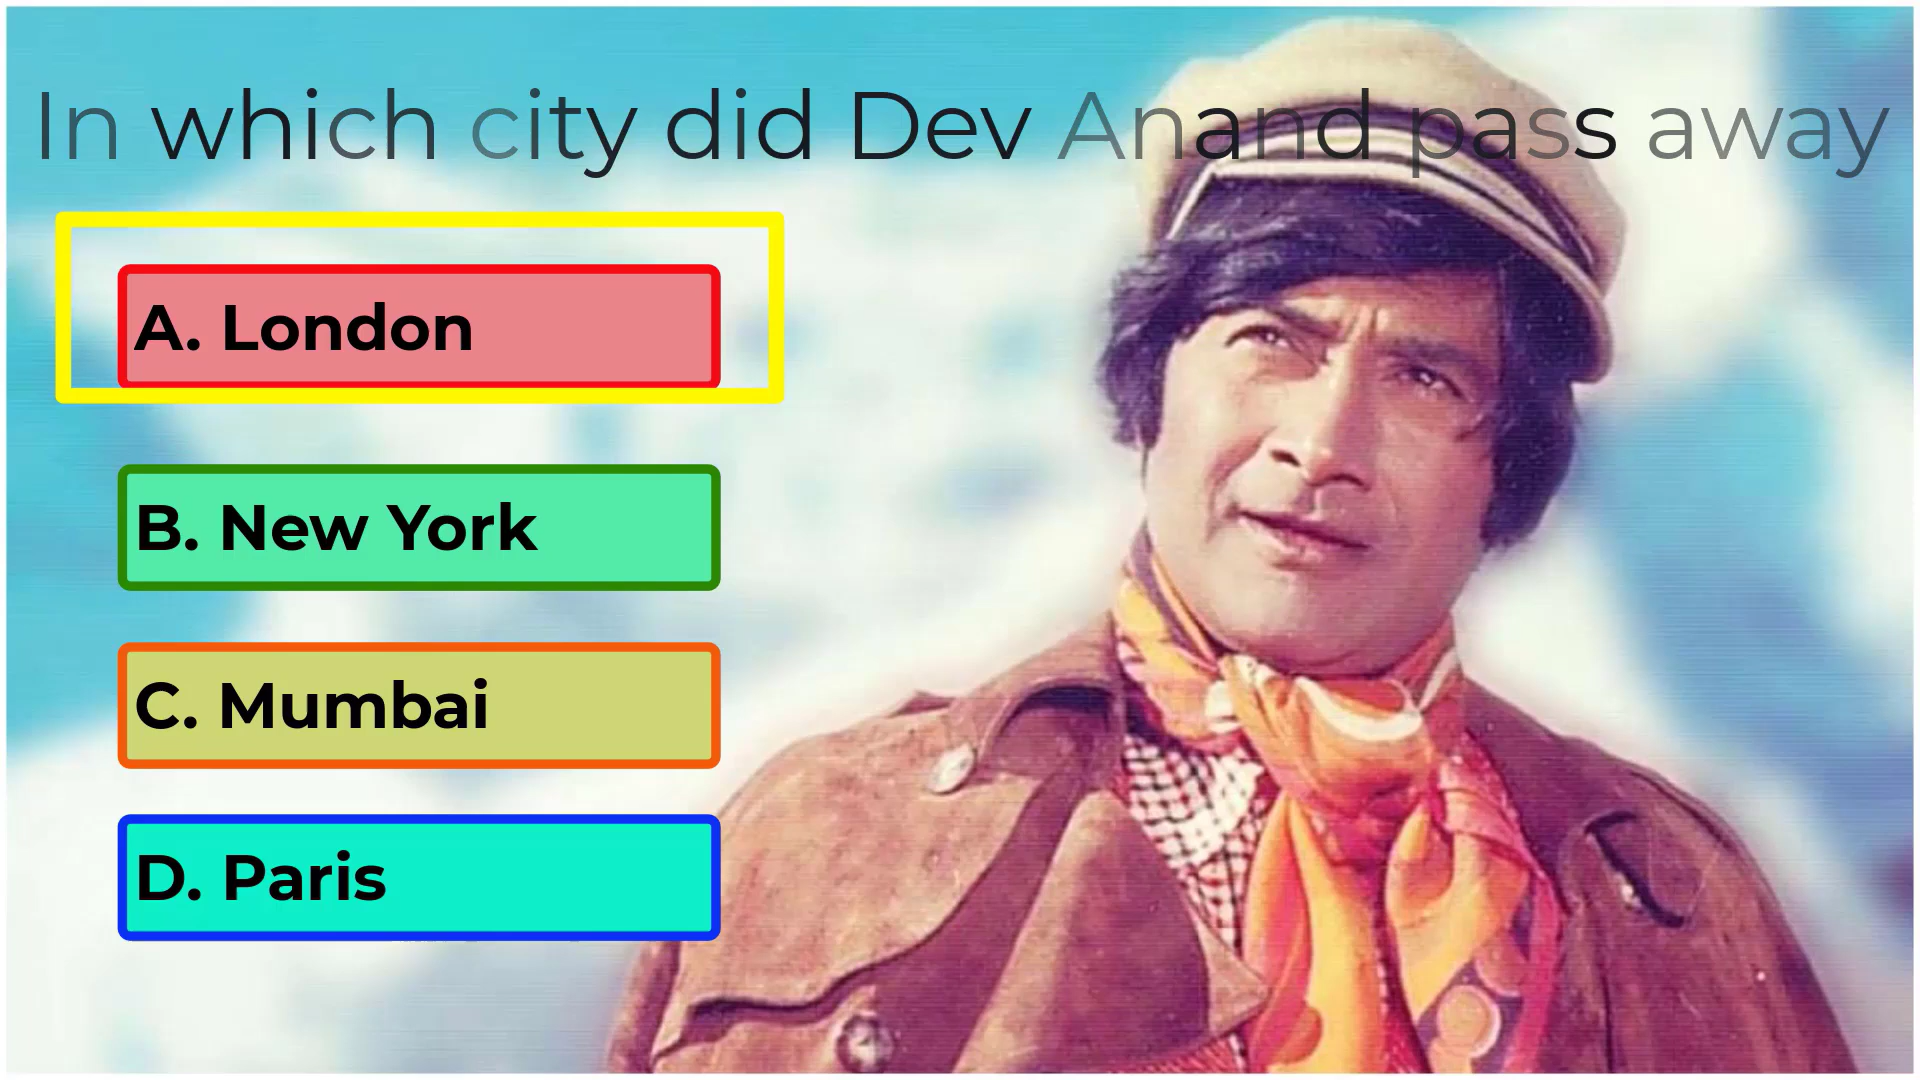 In which city did Dev Anand pass away
A. London
B. New York
C. Mumbai
D. Paris